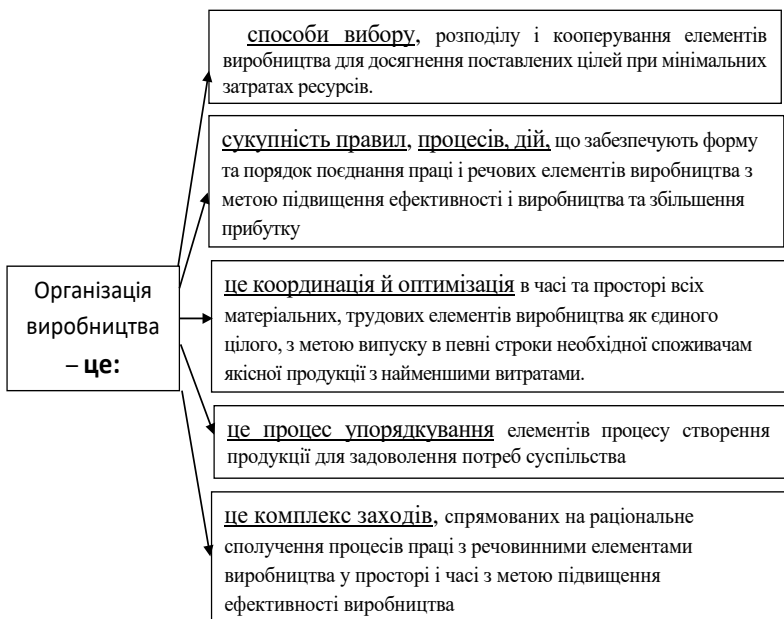 способи вибору, розподілу і кооперування елементів
виробництва для досягнення поставлених цілей при мінімальних
затратах ресурсів.
сукупність правил, процесів, дій, що забезпечують форму
та порядок поєднання праці і речових елементів виробництва з
метою підвищення ефективності і виробництва та збільшення
прибутку
Організація
виробництва
– це:
це координація й оптимізація в часі та просторі всіх
матеріальних, трудових елементів виробництва як єдиного
цілого, з метою випуску в певні строки необхідної споживачам
якісної продукції з найменшими витратами.
це процес упорядкування елементів процесу створення
продукції для задоволення потреб суспільства
це комплекс заходів, спрямованих на раціональне
сполучення процесів праці з речовинними елементами
виробництва у просторі і часі з метою підвищення
ефективності виробництва